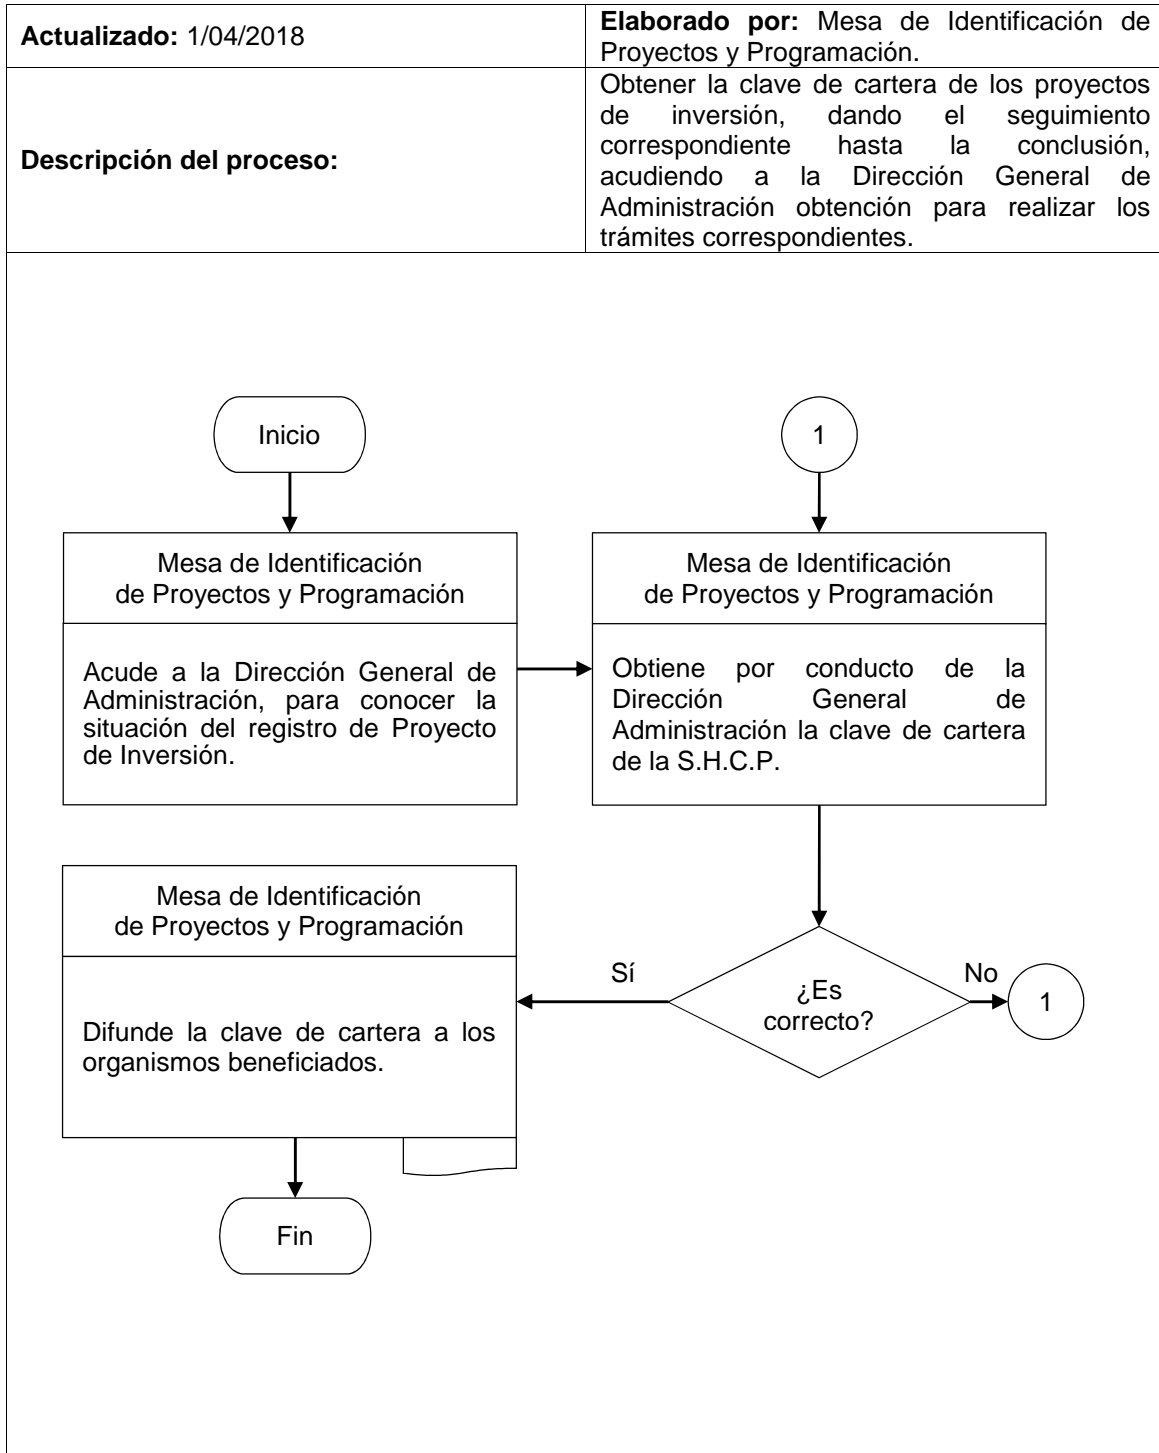 Actualizado: 1/04/2018
Elaborado por: Mesa de Identificación de
Proyectos y Programación.
Descripción del proceso:
Obtener la clave de cartera de los proyectos
de inversión, dando el seguimiento
correspondiente hasta la conclusión,
acudiendo a la Dirección General de
Administración obtención para realizar los
trámites correspondientes.
Inicio
1
Mesa de Identificación
de Proyectos y Programación
Acude a la Dirección General de
Administración, para conocer la
situación del registro de Proyecto
de Inversión.
Mesa de Identificación
de Proyectos y Programación
Obtiene por conducto de la
Dirección General de
Administración la clave de cartera
de la S.H.C.P.
Mesa de Identificación
de Proyectos y Programación
Difunde la clave de cartera a los
organismos beneficiados.
Sí
¿Es
correcto?
No
1
Fin